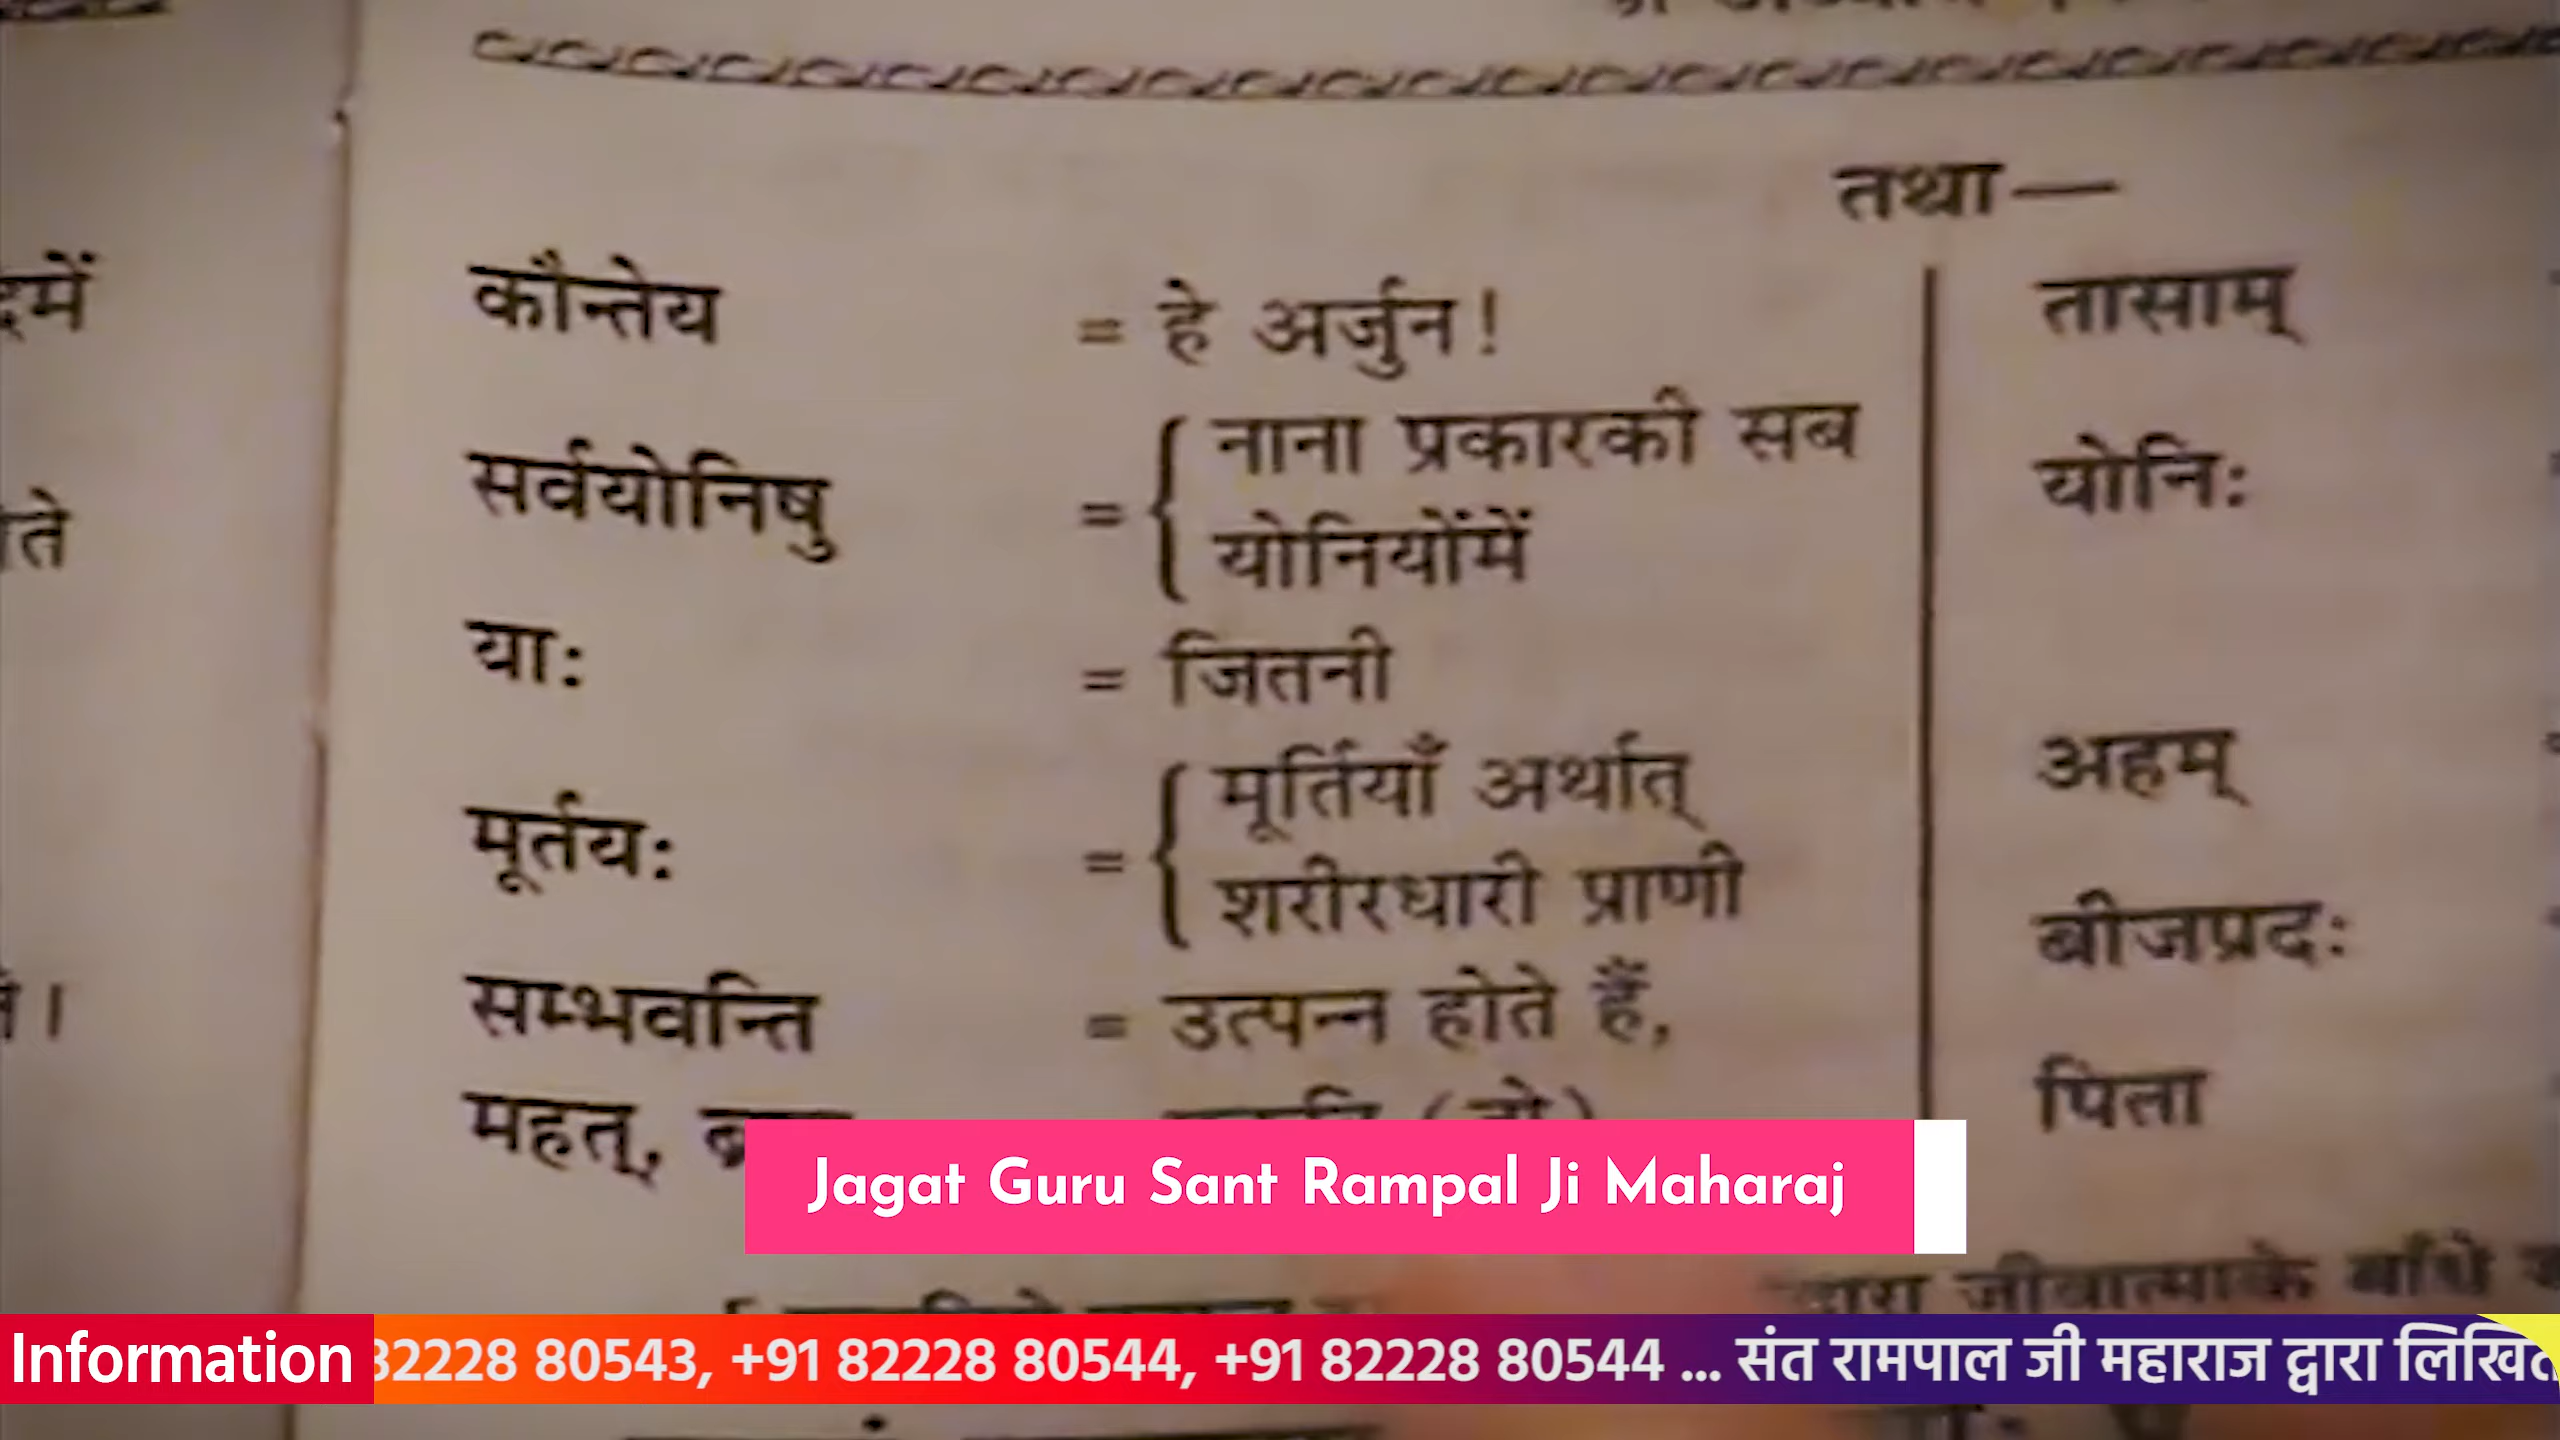 तथा—
कौन्तेय = हे अर्जुन!
सर्वयोनिषु = नाना प्रकारकी सब
योनियोंमें
याः = जितनी
मूर्तयः = मूर्तियाँ अर्थात्
शरीरधारी प्राणी
सम्भवन्ति = उत्पन्न होते हैं,
महत्,
तासाम्
योनिः
अहम्
बीजप्रदः
पिता
Jagat Guru Sant Rampal Ji Maharaj
द्वारा जीवात्माके बाँधे
Information
82228 80543, +91 82228 80544, +91 82228 80544 ... संत रामपाल जी महाराज द्वारा लिखित